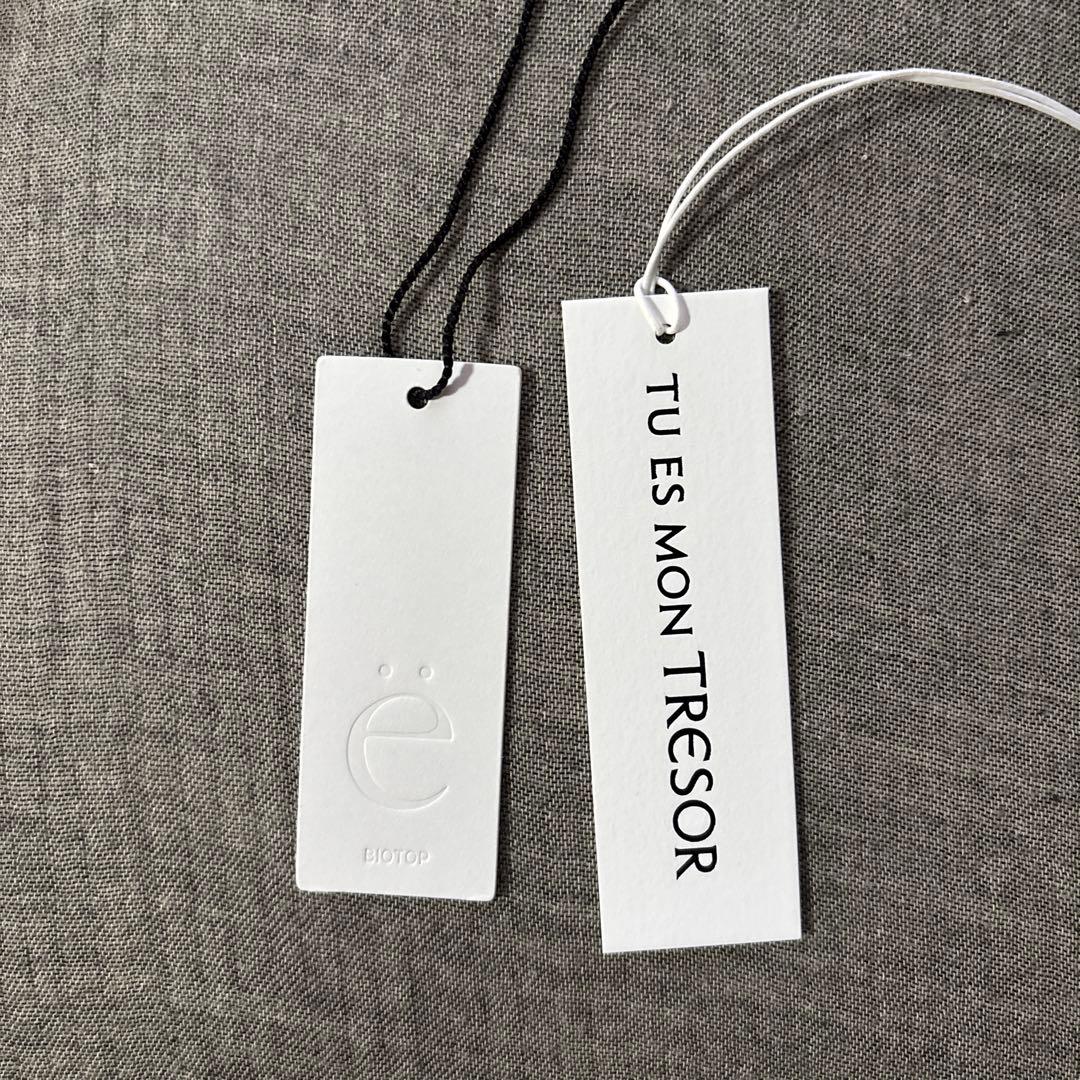 ë
BIOTOP
TU ES MON TRESOR